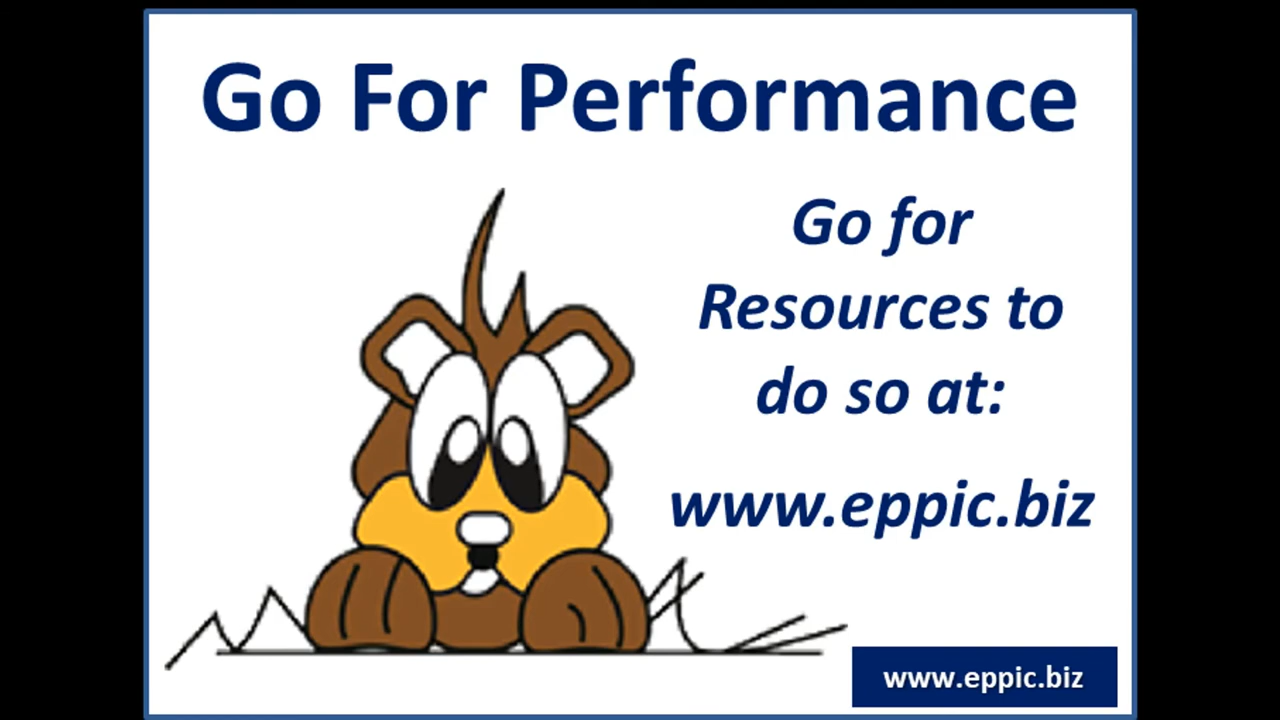 Go For Performance
Go for
Resources to
do so at:
www.eppic.biz
www.eppic.biz